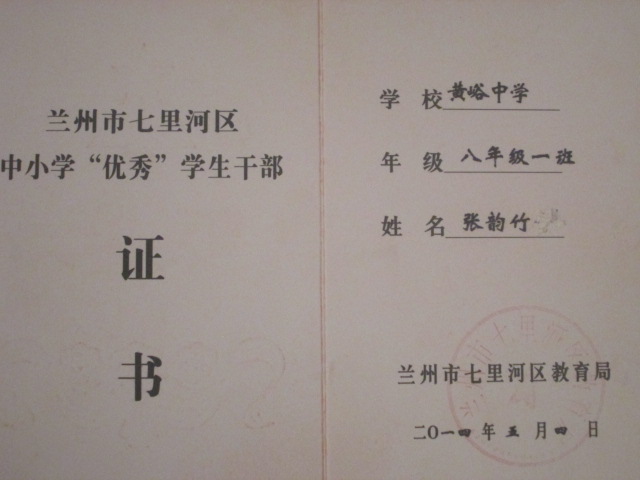 兰州市七里河区
中小学“优秀”学生干部
证
书
学 校 黄峪中学
年 级 八年级一班
姓 名 张韵竹
兰州市七里河区教育局
二〇一四年五月四日